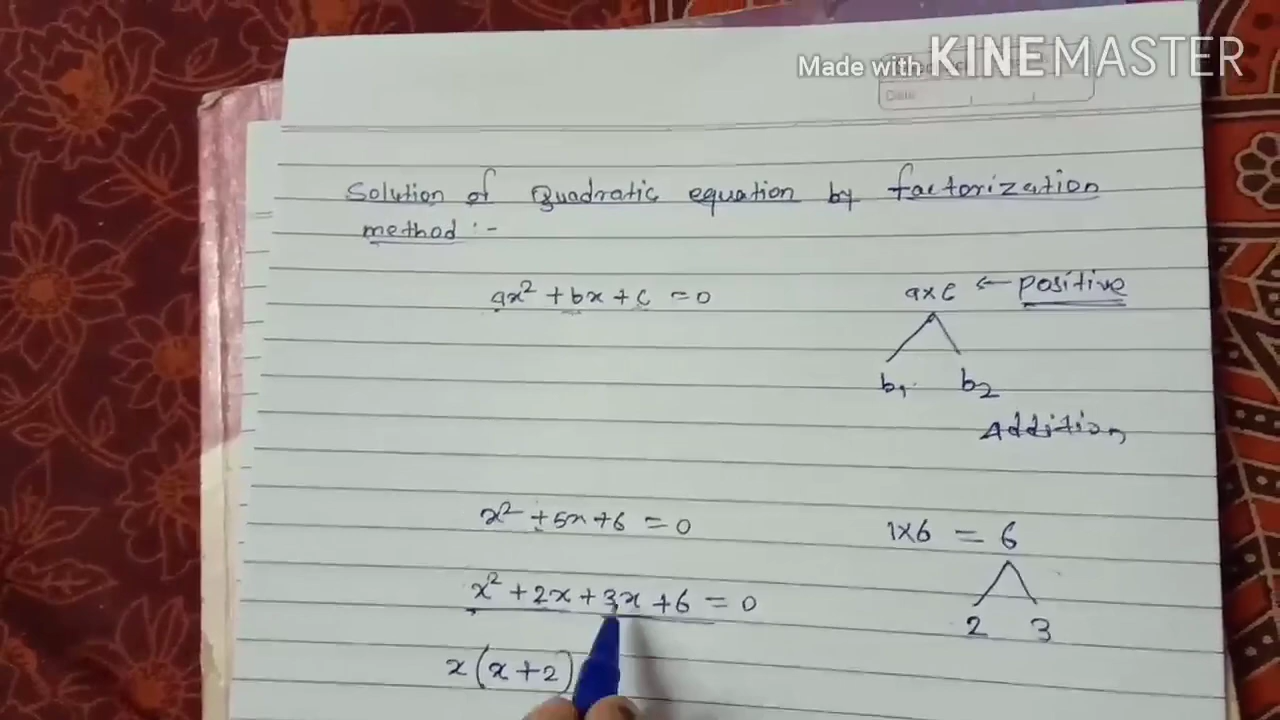 Made with KINEMASTER
Date
Solution of Quadratic equation by factorization
method :-
ax² + bx + c = 0
a×c ← positive
b₁ b₂
Addition
x² + 5x + 6 = 0
1×6 = 6
x² + 2x + 3x + 6 = 0
2 3
x(x+2)